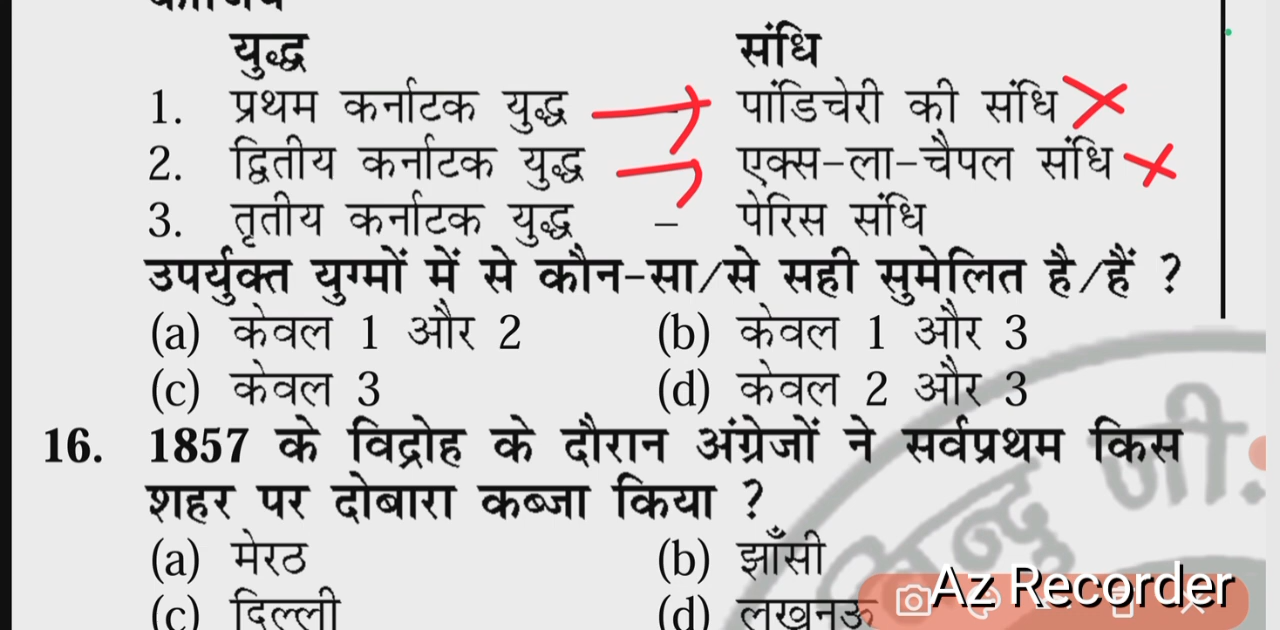 युद्ध संधि
1. प्रथम कर्नाटक युद्ध पांडिचेरी की संधि
2. द्वितीय कर्नाटक युद्ध एक्स-ला-चैपल संधि
3. तृतीय कर्नाटक युद्ध – पेरिस संधि
उपर्युक्त युग्मों में से कौन-सा/से सही सुमेलित है/हैं ?
(a) केवल 1 और 2 (b) केवल 1 और 3
(c) केवल 3 (d) केवल 2 और 3
16. 1857 के विद्रोह के दौरान अंग्रेजों ने सर्वप्रथम किस
शहर पर दोबारा कब्जा किया ?
(a) मेरठ (b) झाँसी
(c) दिल्ली (d) लखनऊ
Az Recorder